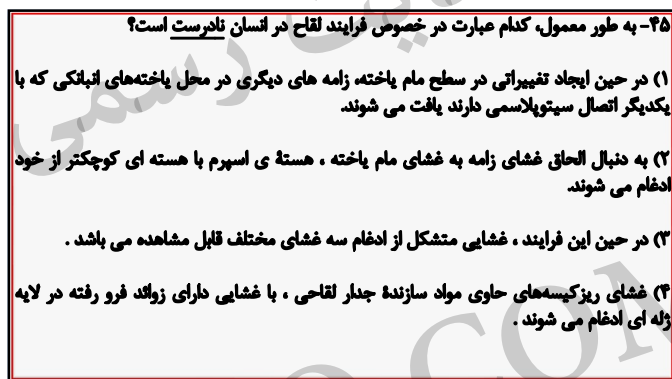 ۴۵- به طور معمول، کدام عبارت در خصوص فرایند لقاح در انسان نادرست است؟
۱) در حین ایجاد تغییراتی در سطح مام یاخته، زامه های دیگری در محل یاخته‌های انبانکی که با
یکدیگر اتصال سیتوپلاسمی دارند یافت می شوند.
۲) به دنبال الحاق غشای زامه به غشای مام یاخته ، هستهٔ ی اسپرم با هسته ای کوچکتر از خود
ادغام می شوند.
۳) در حین این فرایند ، غشایی متشکل از ادغام سه غشای مختلف قابل مشاهده می باشد .
۴) غشای ریزکیسه‌های حاوی مواد سازندهٔ جدار لقاحی ، با غشایی دارای زوائد فرو رفته در لایه
ژله ای ادغام می شوند .
رسمی
CON